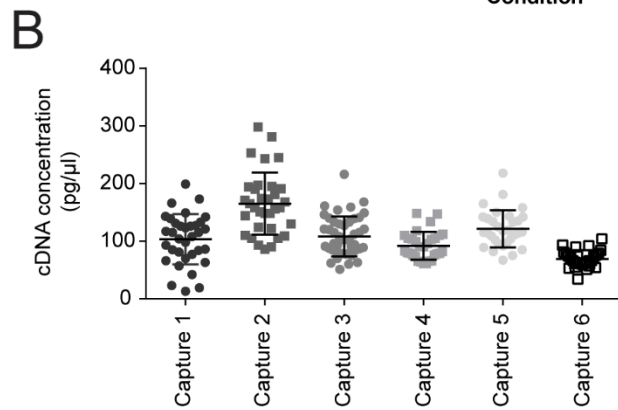 Condition
B
cDNA concentration
(pg/µl)
400
300
200
100
0
Capture 1
Capture 2
Capture 3
Capture 4
Capture 5
Capture 6